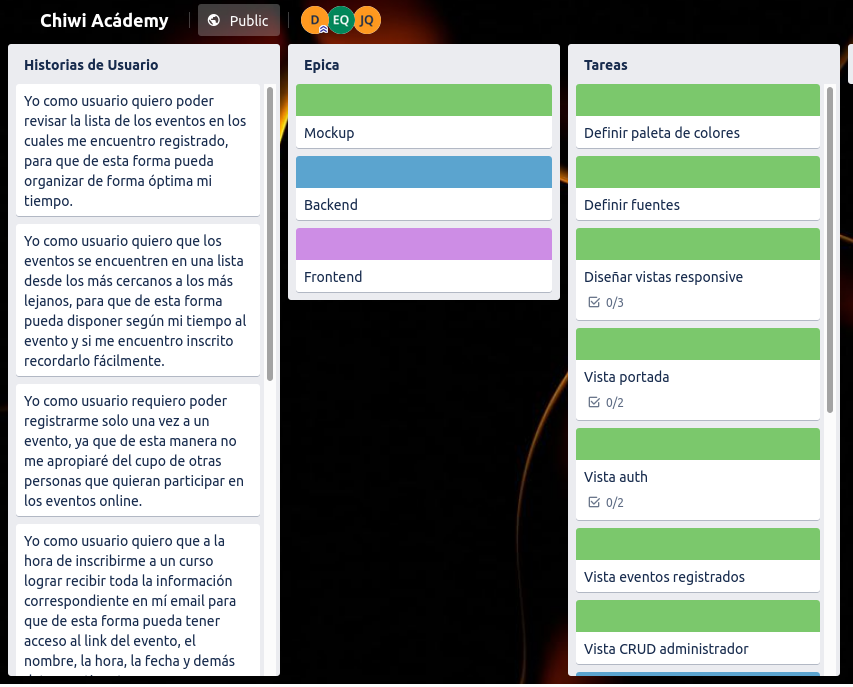 Chiwi Acádemy
Public
D
EQ
JQ
Historias de Usuario
Yo como usuario quiero poder
revisar la lista de los eventos en los
cuales me encuentro registrado,
para que de esta forma pueda
organizar de forma óptima mi
tiempo.
Yo como usuario quiero que los
eventos se encuentren en una lista
desde los más cercanos a los más
lejanos, para que de esta forma
pueda disponer según mi tiempo al
evento y si me encuentro inscrito
recordarlo fácilmente.
Yo como usuario requiero poder
registrarme solo una vez a un
evento, ya que de esta manera no
me apropiaré del cupo de otras
personas que quieran participar en
los eventos online.
Yo como usuario quiero que a la
hora de inscribirme a un curso
lograr recibir toda la información
correspondiente en mí email para
que de esta forma pueda tener
acceso al link del evento, el
nombre, la hora, la fecha y demás
Epica
Mockup
Backend
Frontend
Tareas
Definir paleta de colores
Definir fuentes
Diseñar vistas responsive
0/3
Vista portada
0/2
Vista auth
0/2
Vista eventos registrados
Vista CRUD administrador